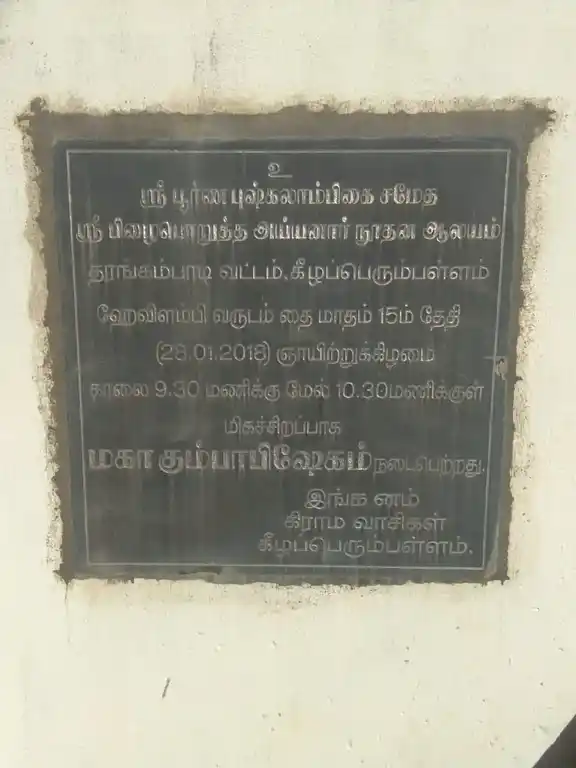 உ
ஸ்ரீ பூர்ண புஷ்கலாம்பிகை சமேத
ஸ்ரீ பிழைபொறுத்த அய்யனார் நூதன ஆலயம்
தரங்கம்பாடி வட்டம், கீழப்பெரும்பள்ளம்
ஹேவிளம்பி வருடம் தை மாதம் 15ம் தேதி
(28.01.2018) ஞாயிற்றுக்கிழமை
காலை 9.30 மணிக்கு மேல் 10.30மணிக்குள்
மிகச்சிறப்பாக
மகா கும்பாபிஷேகம் நடைபெற்றது.
இங்க னம்
கிராம வாசிகள்
கீழப்பெரும்பள்ளம்.